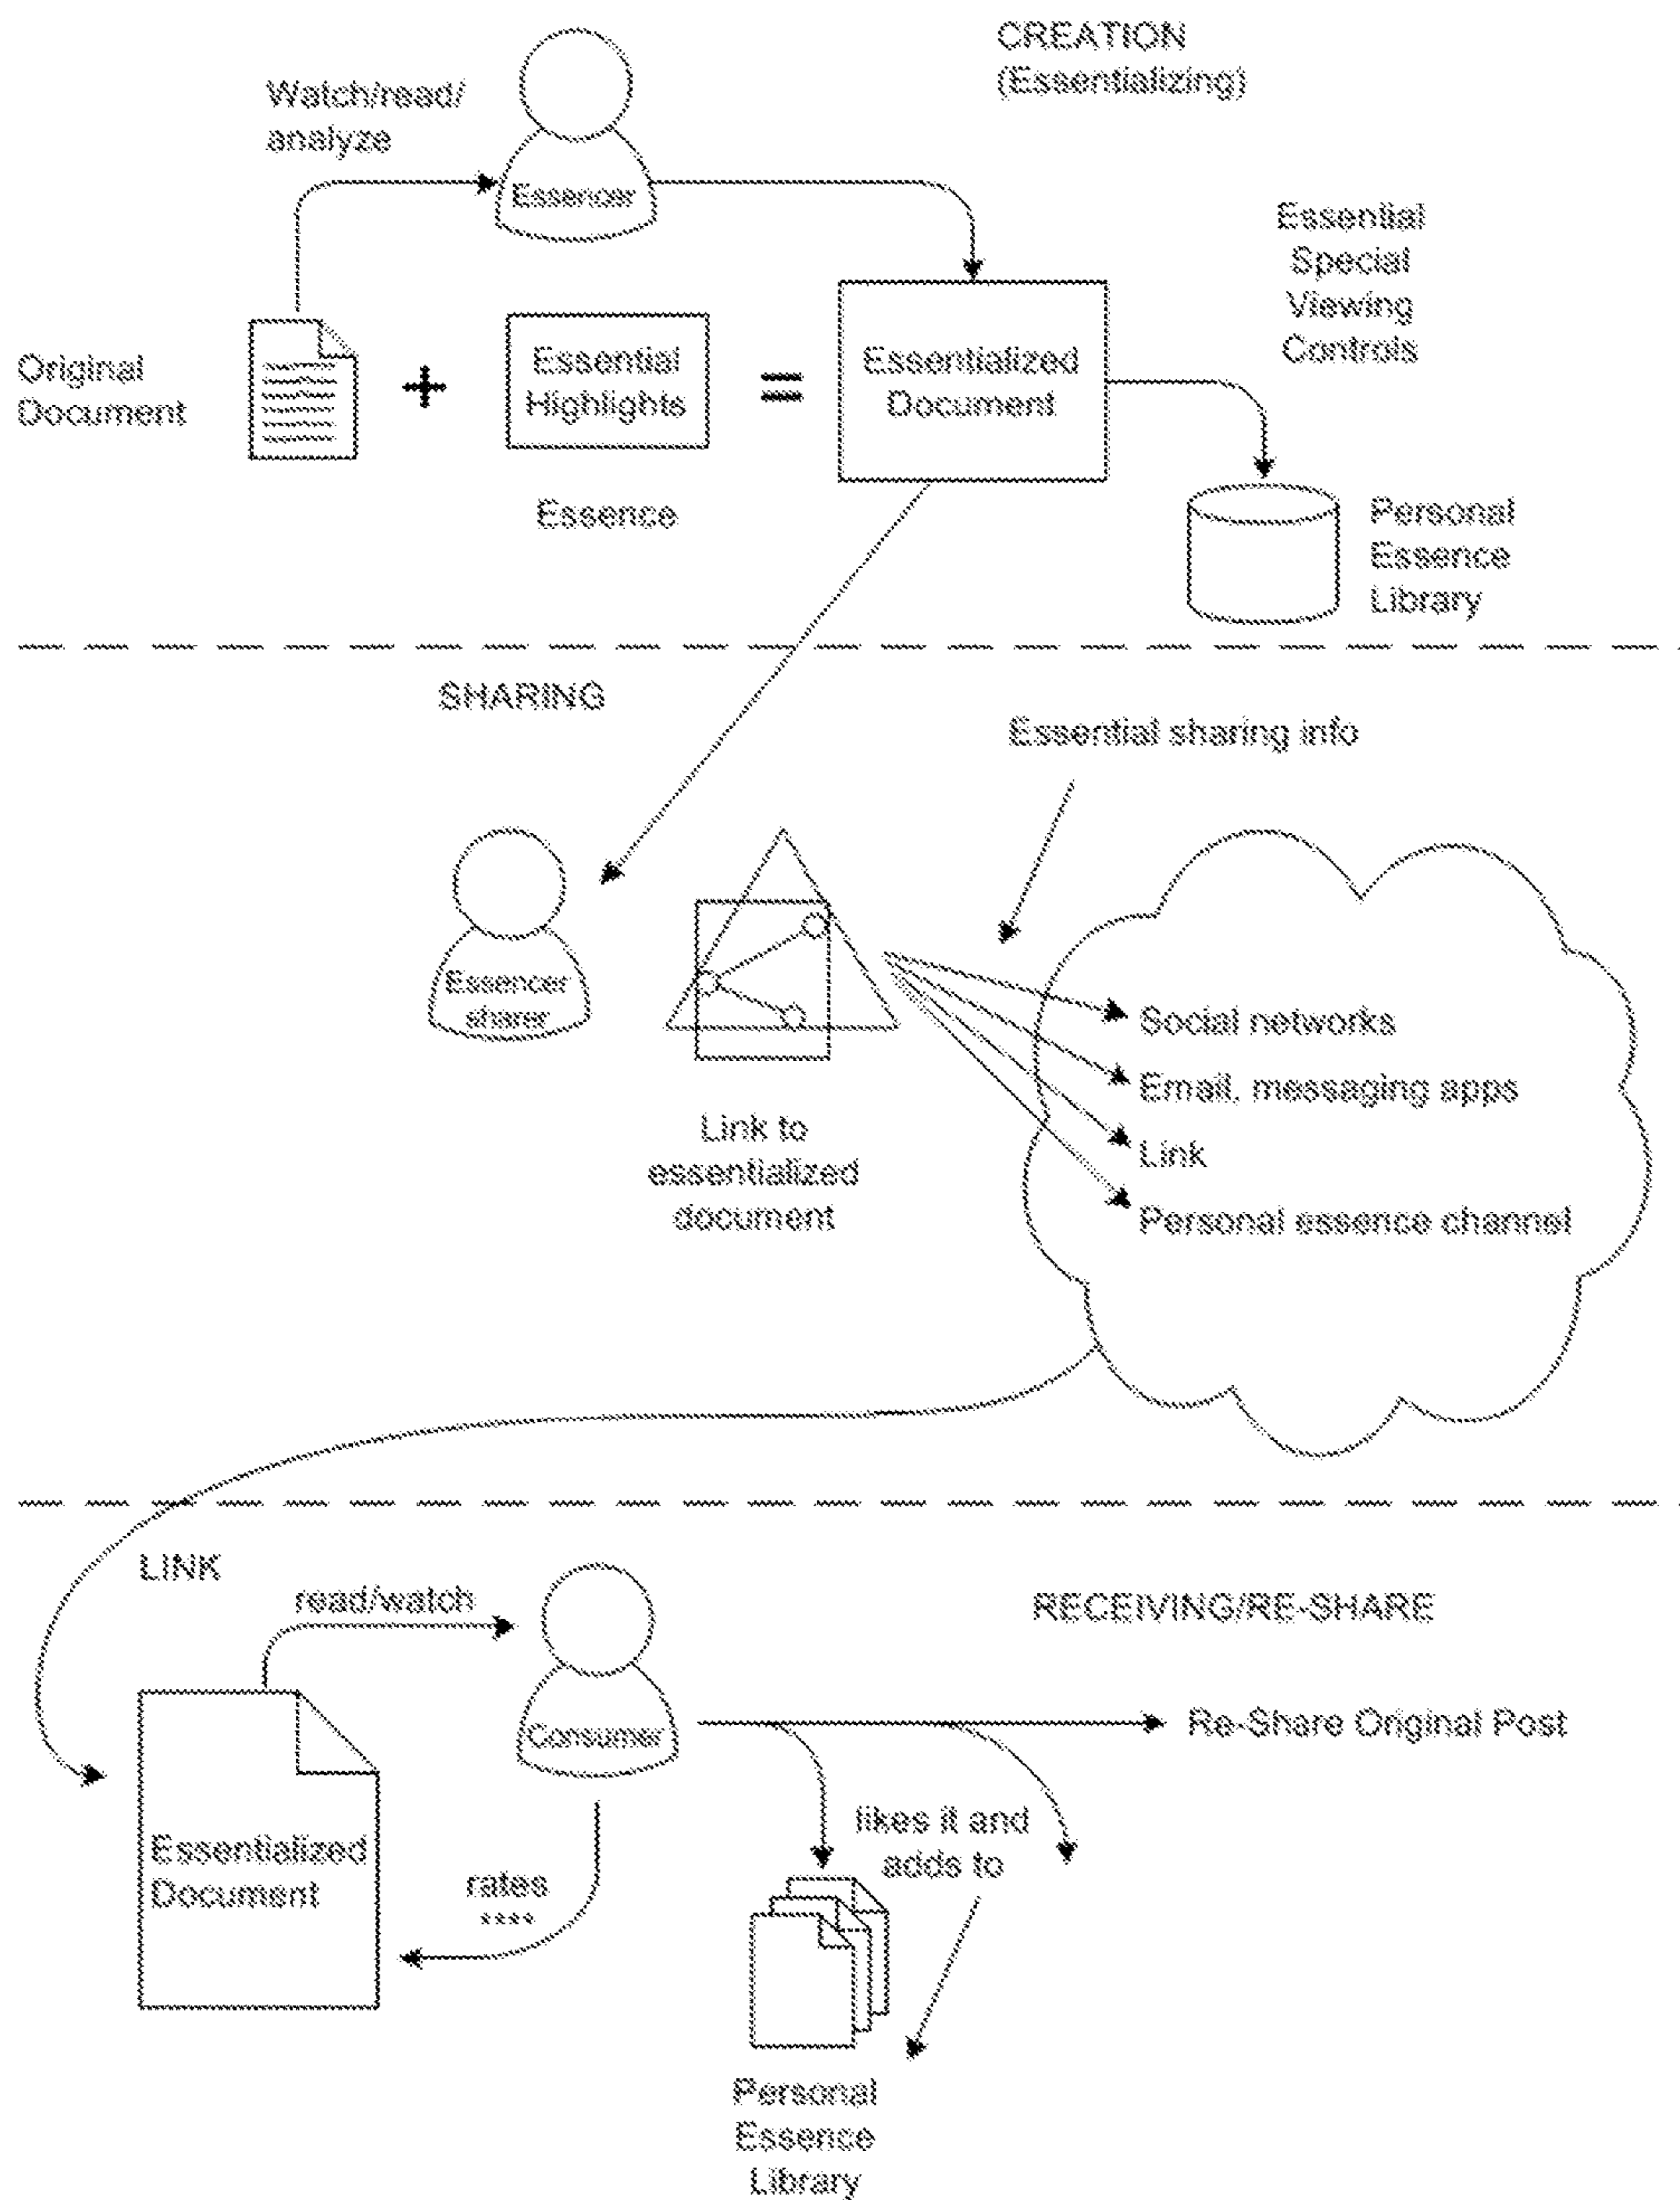 CREATION
(Essentializing)
Watch/read/
analyze
Essencer
Essential
Special
Viewing
Controls
Original
Document
+
Essential
Highlights
=
Essentialized
Document
Essence
Personal
Essence
Library
SHARING
Essential sharing info
Essencer
sharer
Social networks
Email, messaging apps
Link
Personal essence channel
Link to
essentialized
document
LINK
read/watch
RECEIVING/RE-SHARE
Consumer
Re-Share Original Post
likes it and
adds to
Essentialized
Document
rates
****
Personal
Essence
Library